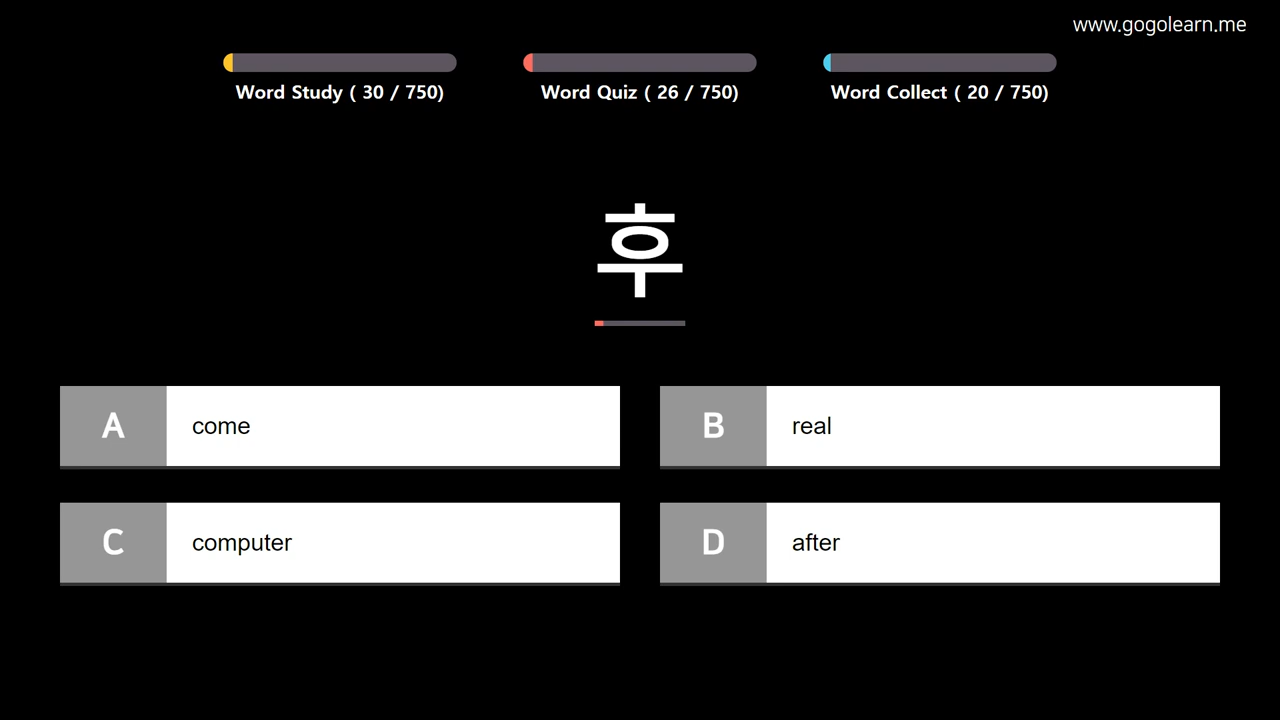 www.gogolearn.me
Word Study ( 30 / 750)
Word Quiz ( 26 / 750)
Word Collect ( 20 / 750)
후
A come
B real
C computer
D after